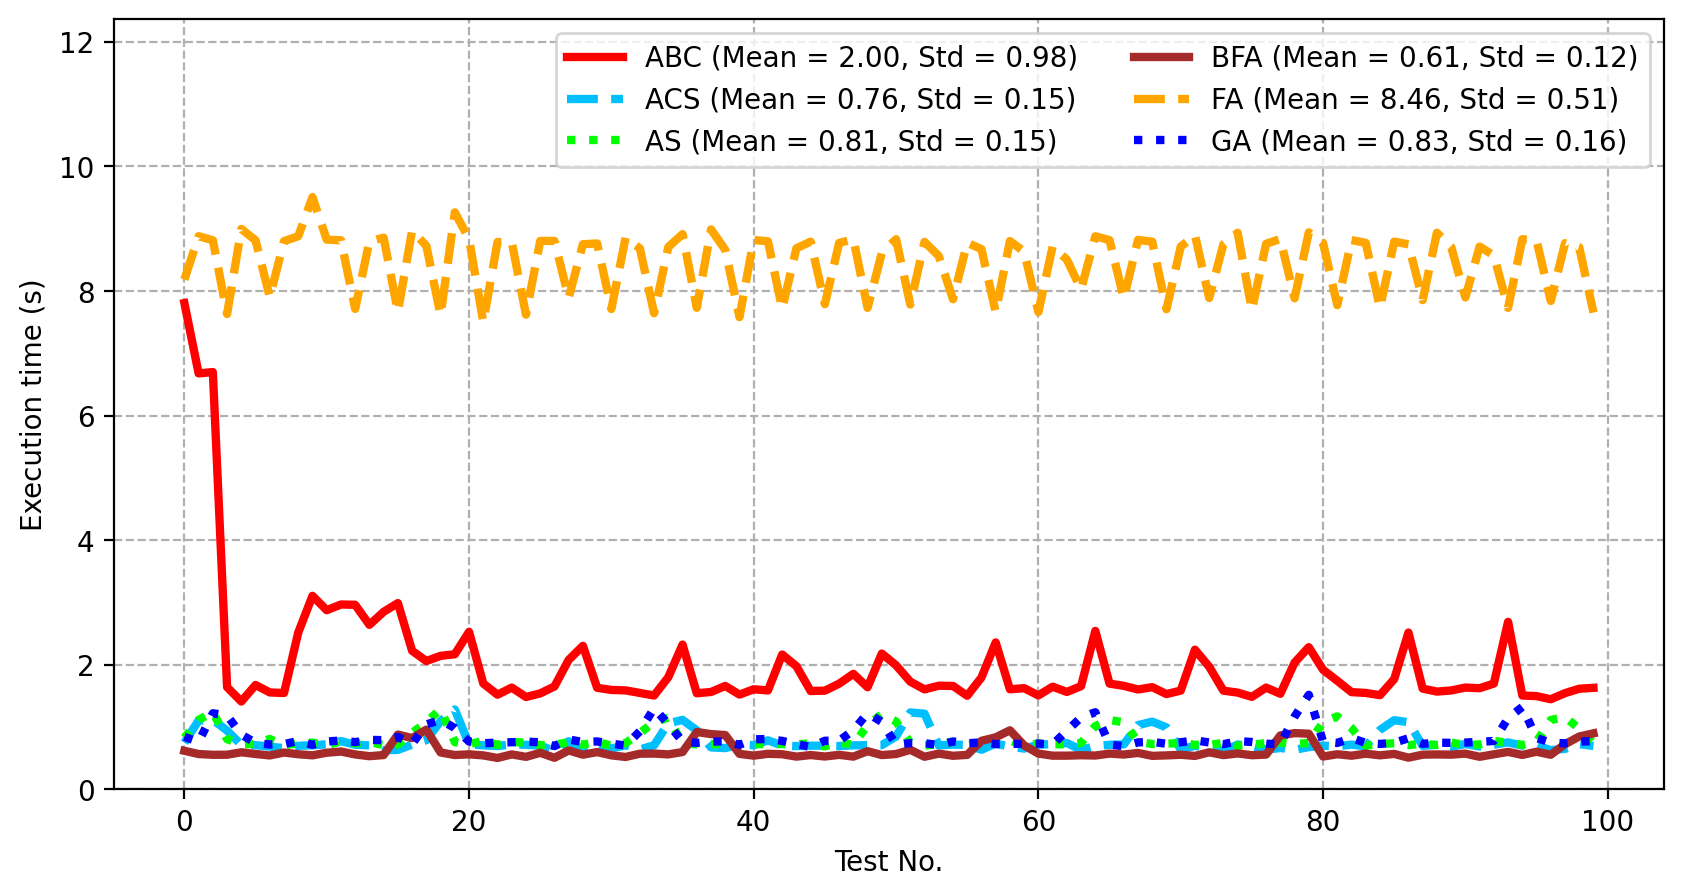 ABC (Mean = 2.00, Std = 0.98)
ACS (Mean = 0.76, Std = 0.15)
AS (Mean = 0.81, Std = 0.15)
BFA (Mean = 0.61, Std = 0.12)
FA (Mean = 8.46, Std = 0.51)
GA (Mean = 0.83, Std = 0.16)
Execution time (s)
12
10
8
6
4
2
0
0 20 40 60 80 100
Test No.